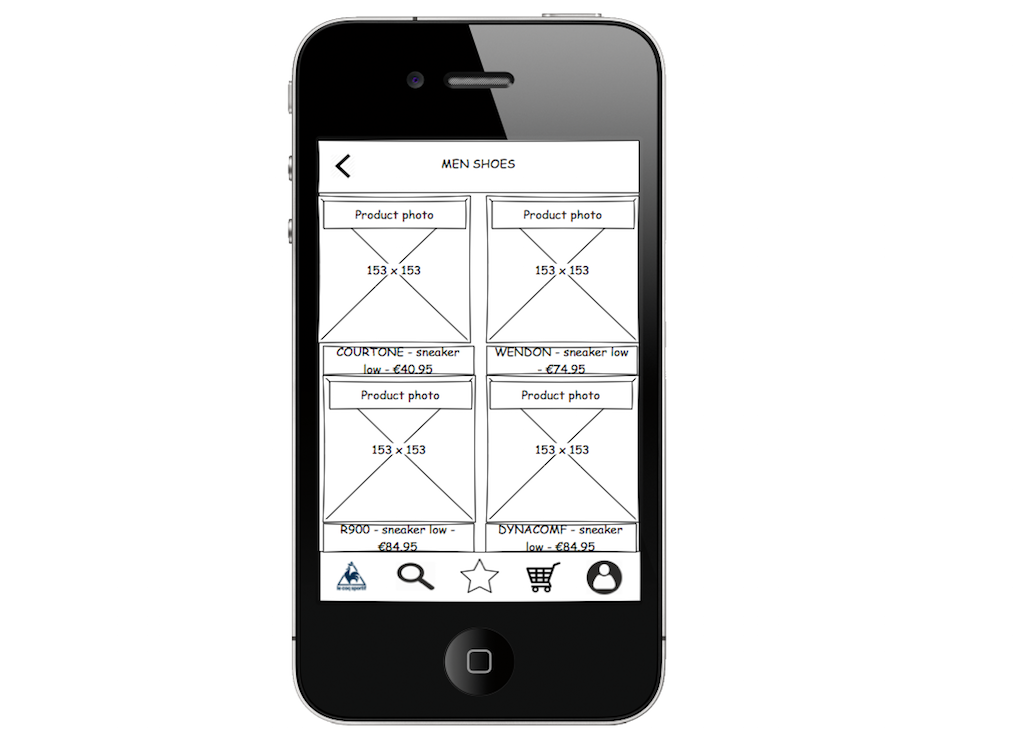 MEN SHOES
Product photo
Product photo
153 x 153
153 x 153
COURTONE - sneaker
low - €40.95
WENDON - sneaker low
- €74.95
Product photo
Product photo
153 x 153
153 x 153
R900 - sneaker low -
€84.95
DYNACOMF - sneaker
low - €84.95
le coq sportif